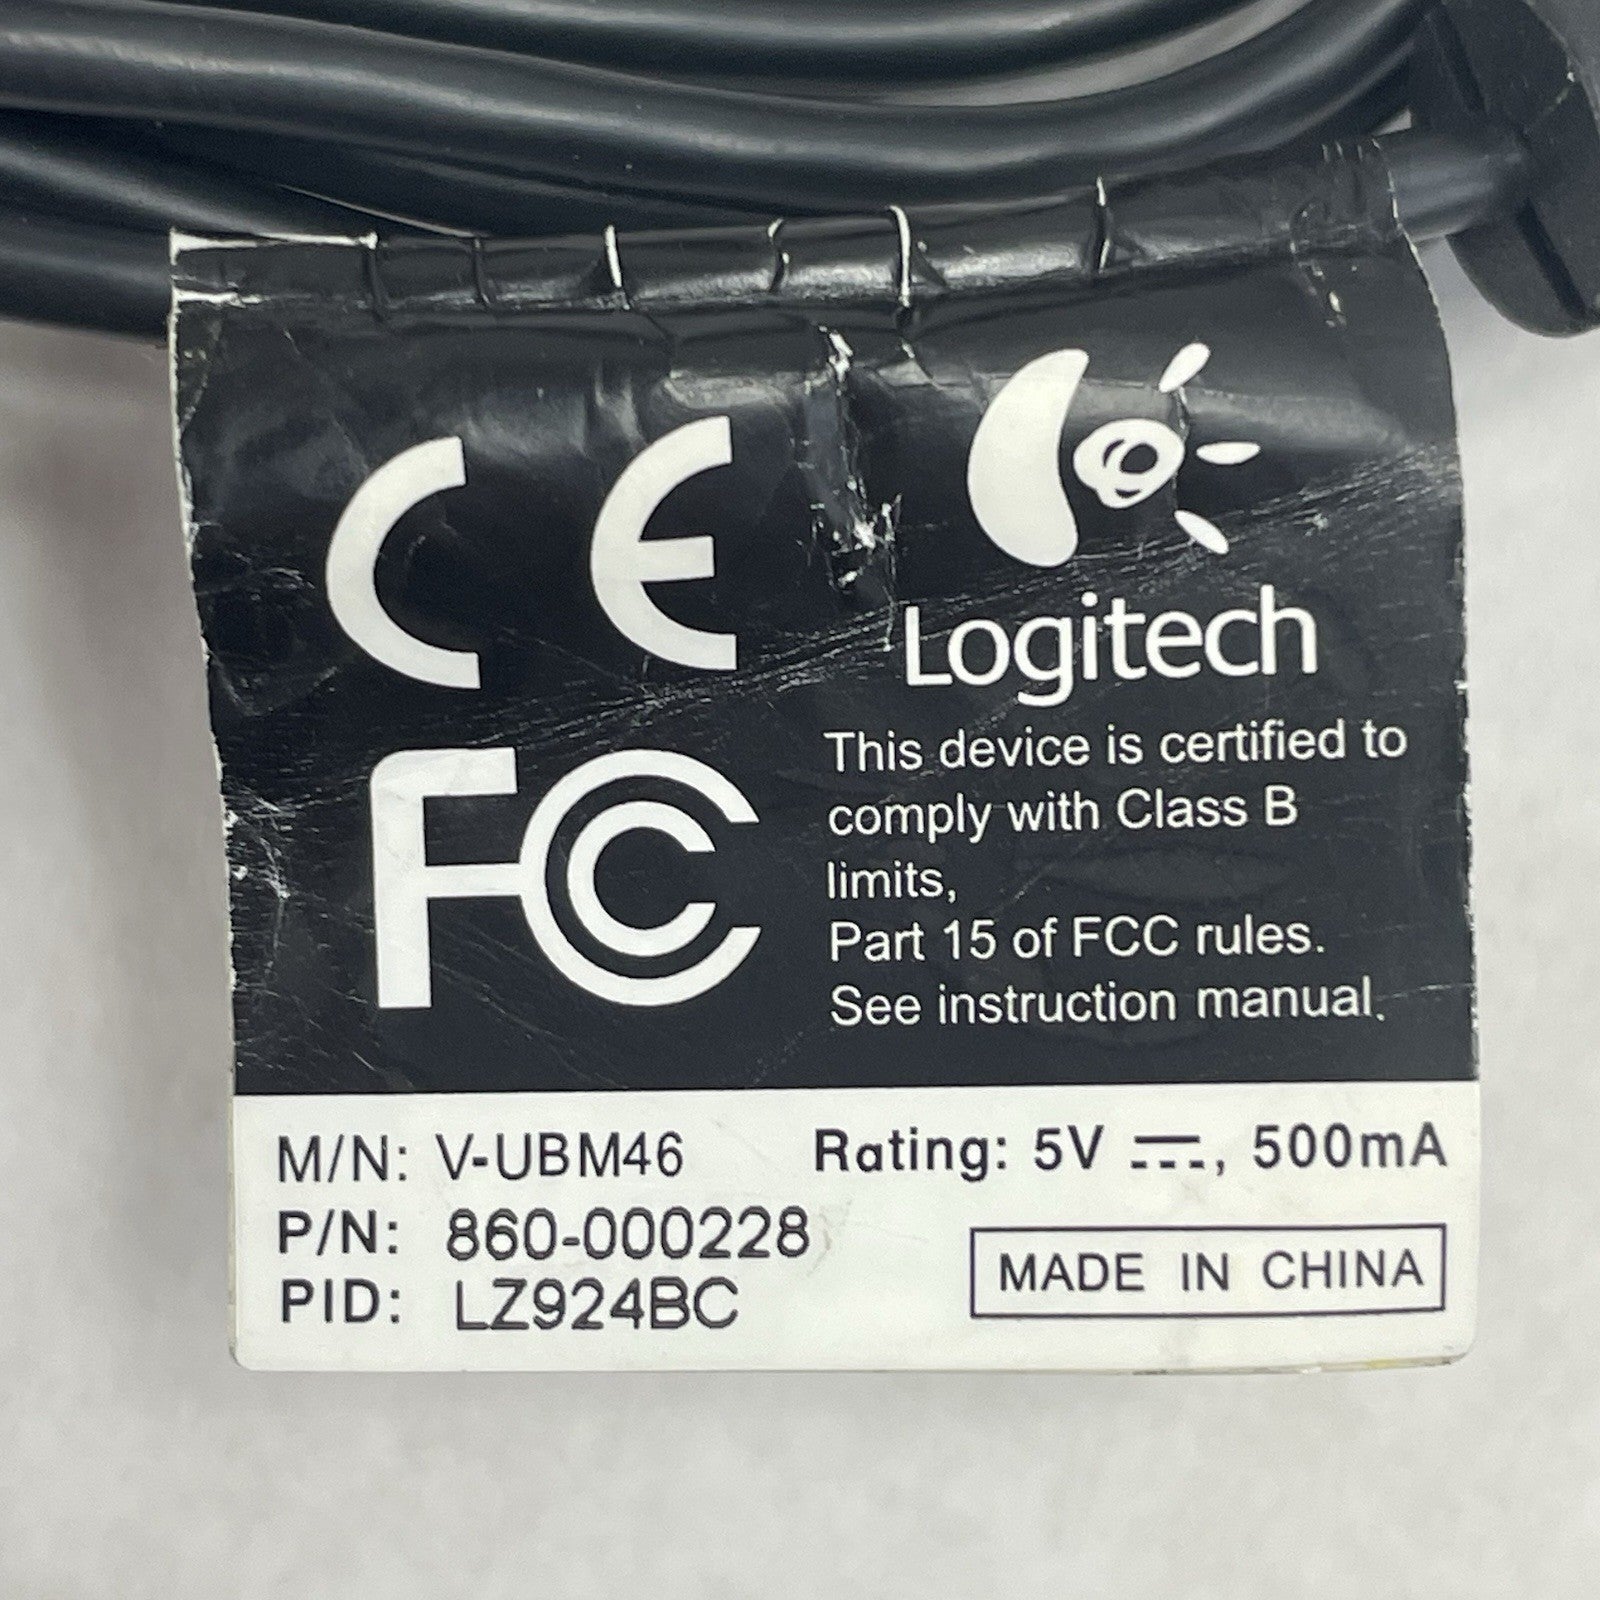 CE
FC
Logitech
This device is certified to
comply with Class B
limits,
Part 15 of FCC rules.
See instruction manual.
M/N: V-UBM46
Rating: 5V ⎓, 500mA
P/N: 860-000228
PID: LZ924BC
MADE IN CHINA